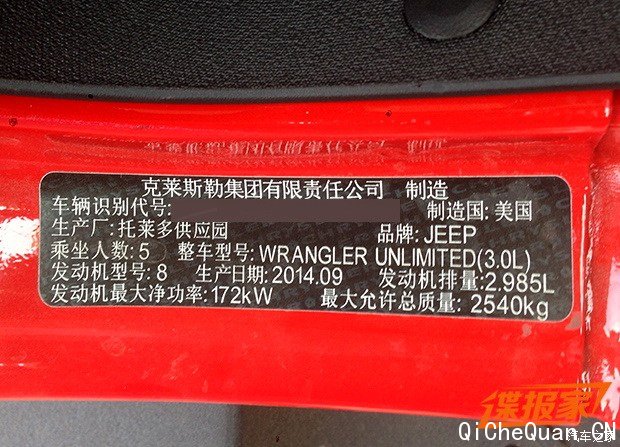 克莱斯勒集团有限责任公司 制造
车辆识别代号: 制造国: 美国
生产厂: 托莱多供应园 品牌: JEEP
乘坐人数: 5 整车型号: WRANGLER UNLIMITED(3.0L)
发动机型号: 8 生产日期: 2014.09 发动机排量: 2.985L
发动机最大净功率: 172kW 最大允许总质量: 2540kg
谍报家
QiCheQuan.CN